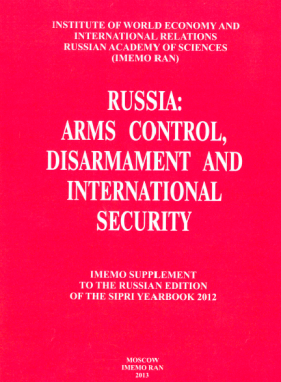 INSTITUTE OF WORLD ECONOMY AND
INTERNATIONAL RELATIONS
RUSSIAN ACADEMY OF SCIENCES
(IMEMO RAN)
RUSSIA:
ARMS CONTROL,
DISARMAMENT AND
INTERNATIONAL
SECURITY
IMEMO SUPPLEMENT
TO THE RUSSIAN EDITION
OF THE SIPRI YEARBOOK 2012
MOSCOW
IMEMO RAN
2013